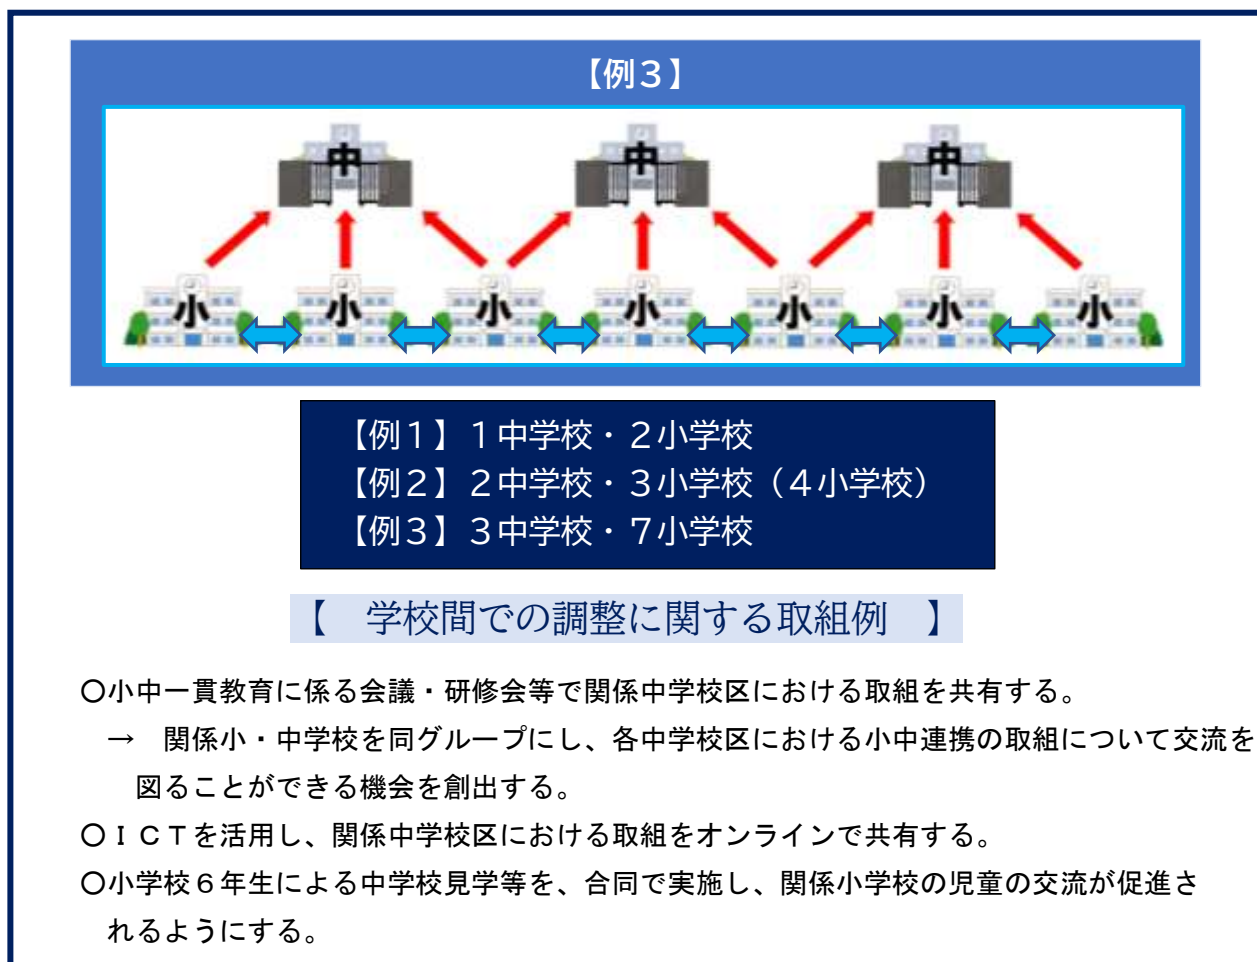 【例３】
中 中 中
小 小 小 小 小 小 小
【例１】１中学校・２小学校
【例２】２中学校・３小学校（４小学校）
【例３】３中学校・７小学校
【　学校間での調整に関する取組例　】
〇小中一貫教育に係る会議・研修会等で関係中学校区における取組を共有する。
→　関係小・中学校を同グループにし、各中学校区における小中連携の取組について交流を
図ることができる機会を創出する。
〇ＩＣＴを活用し、関係中学校区における取組をオンラインで共有する。
〇小学校６年生による中学校見学等を、合同で実施し、関係小学校の児童の交流が促進さ
れるようにする。